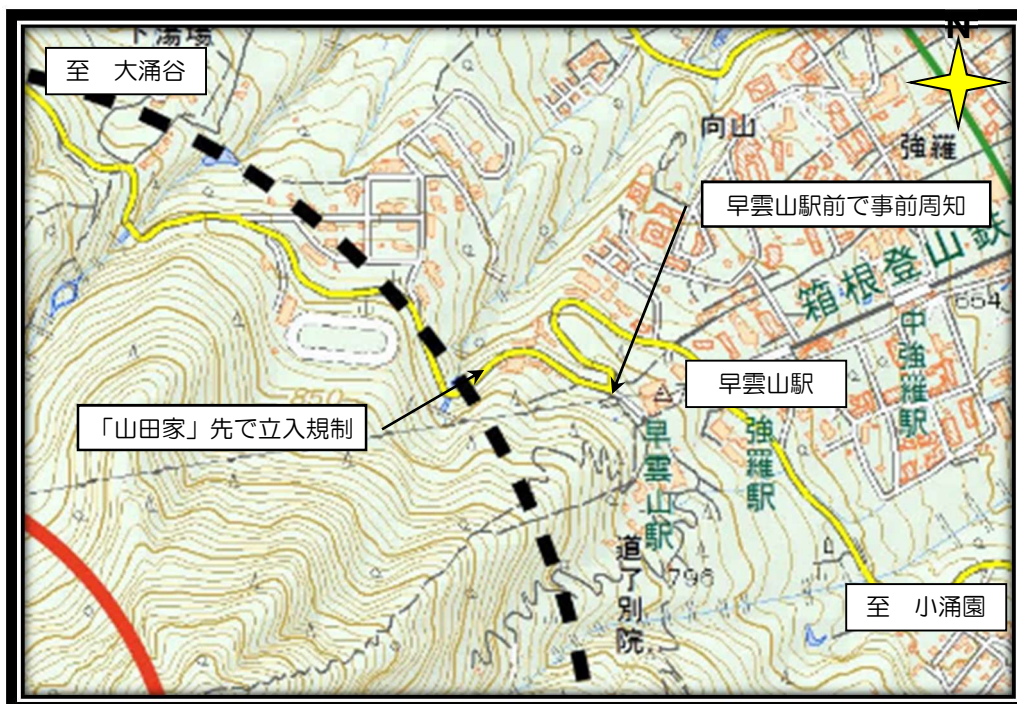 N
下湯場
至　大涌谷
向山
強羅
早雲山駅前で事前周知
箱根登山鉄
654
中強羅駅
早雲山駅
強羅駅
850
「山田家」先で立入規制
早雲山駅
道了別院
796
至　小涌園